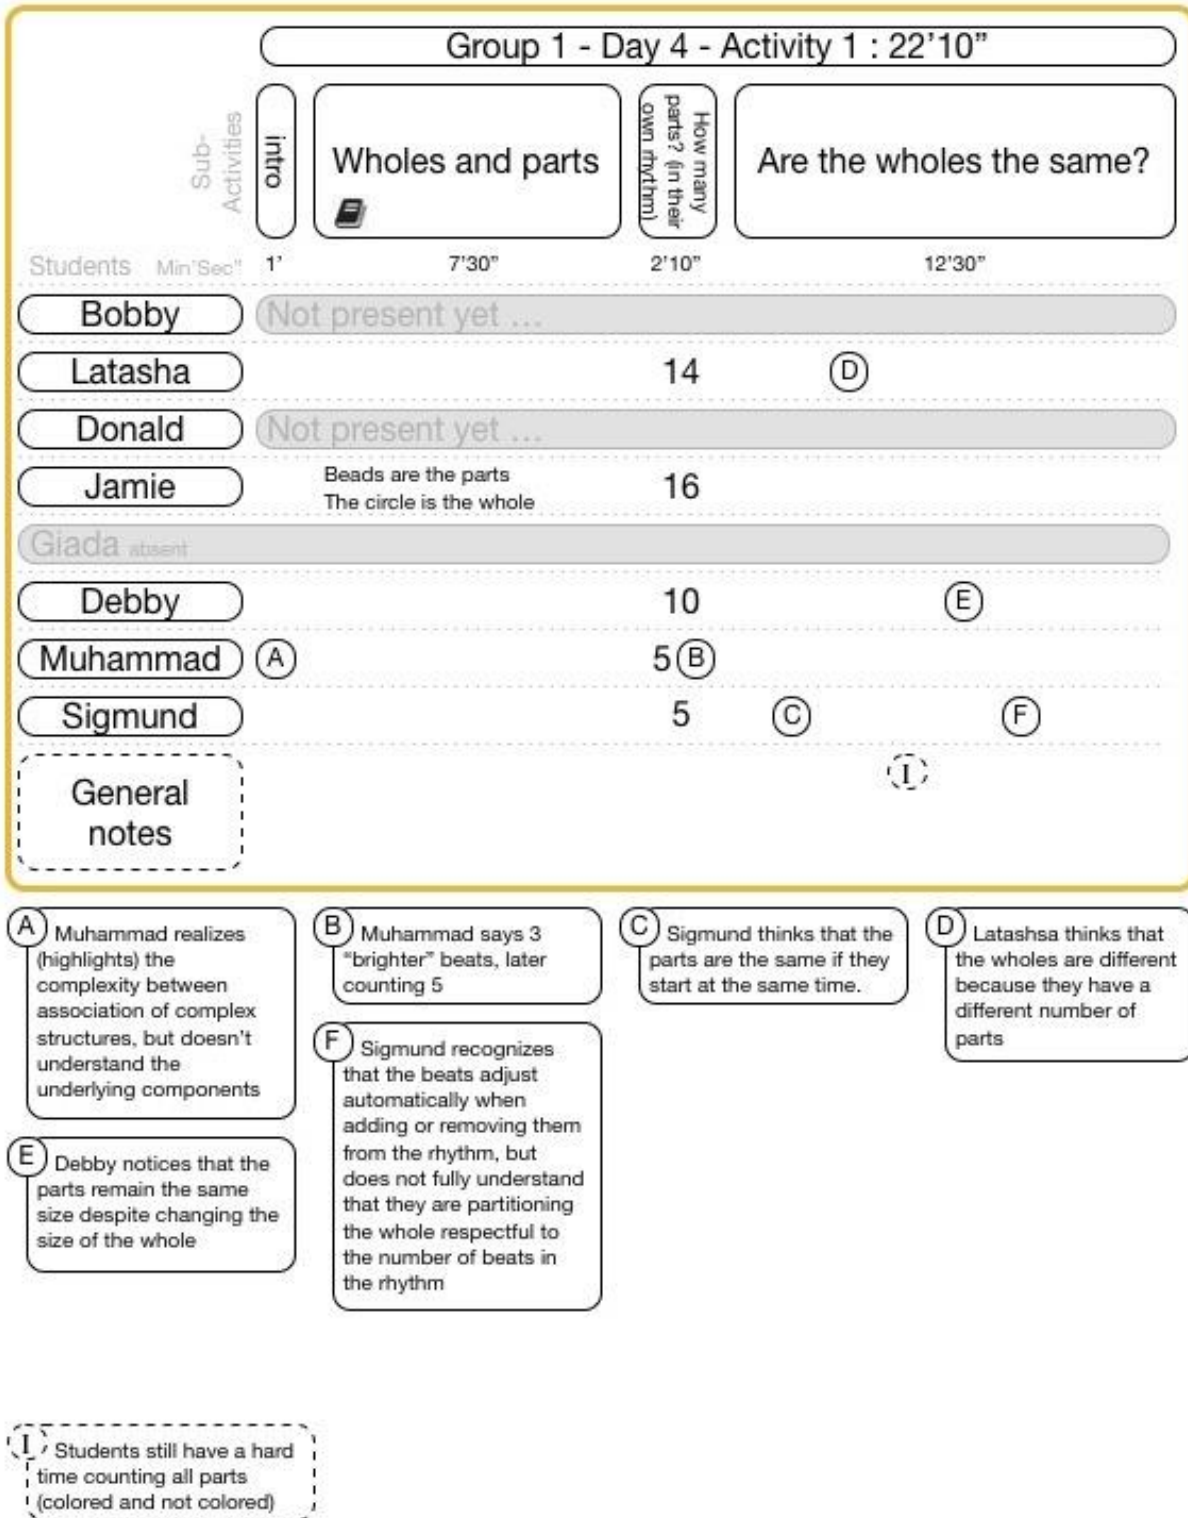 Group 1 - Day 4 - Activity 1 : 22’10”
Sub-
Activities
intro
Wholes and parts
How many
parts? (in their
own rhythm)
Are the wholes the same?
Students Min'Sec" 1’ 7’30” 2’10” 12’30”
Bobby Not present yet ...
Latasha 14 D
Donald Not present yet ...
Jamie Beads are the parts
The circle is the whole 16
Giada absent
Debby 10 E
Muhammad A 5 B
Sigmund 5 C F
General
notes
I
A Muhammad realizes
(highlights) the
complexity between
association of complex
structures, but doesn’t
understand the
underlying components
B Muhammad says 3
“brighter” beats, later
counting 5
C Sigmund thinks that the
parts are the same if they
start at the same time.
D Latashsa thinks that
the wholes are different
because they have a
different number of
parts
E Debby notices that the
parts remain the same
size despite changing the
size of the whole
F Sigmund recognizes
that the beats adjust
automatically when
adding or removing them
from the rhythm, but
does not fully understand
that they are partitioning
the whole respectful to
the number of beats in
the rhythm
I Students still have a hard
time counting all parts
(colored and not colored)